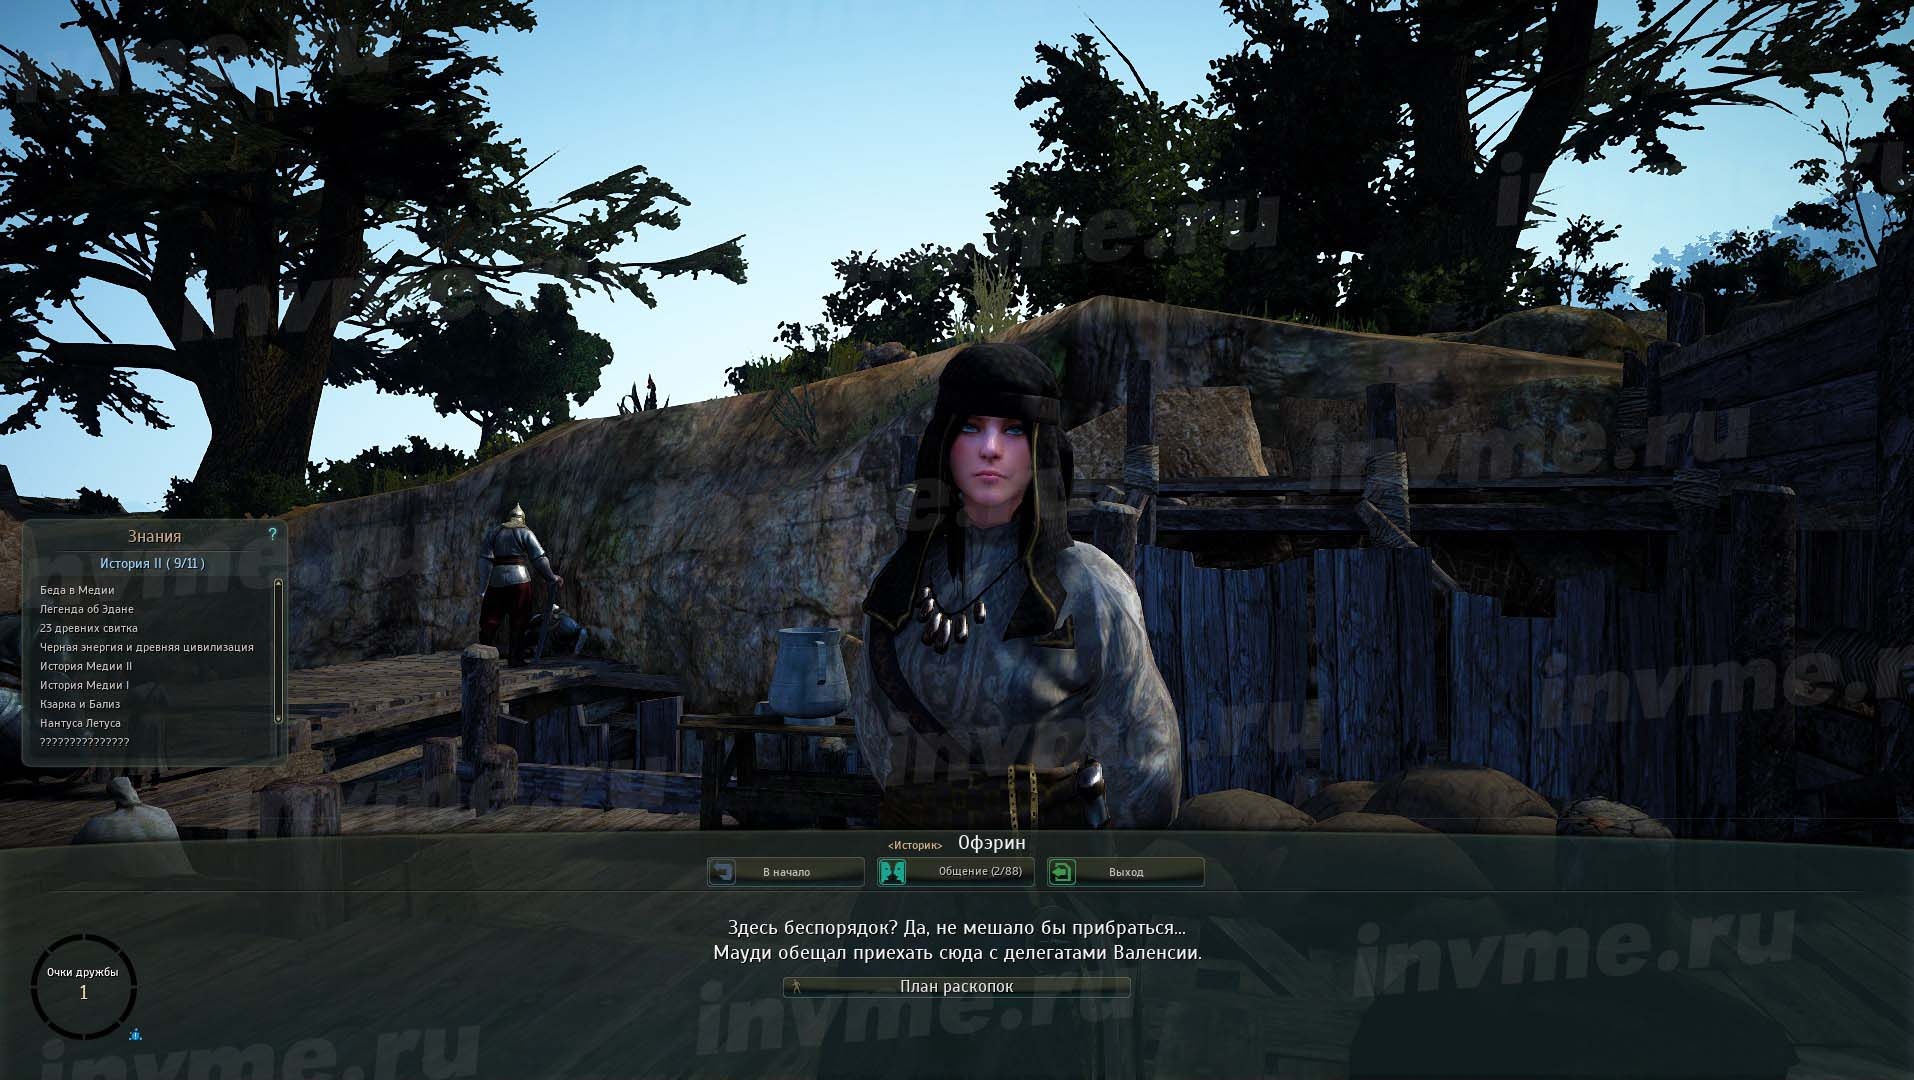 Знания
?
История II ( 9/11 )
Беда в Медии
Легенда об Эдане
23 древних свитка
Черная энергия и древняя цивилизация
История Медии II
История Медии I
Кзарка и Бализ
Нантуса Летуса
???????????????
<Историк> Офэрин
В начало
Общение (2/88)
Выход
Здесь беспорядок? Да, не мешало бы прибраться...
Мауди обещал приехать сюда с делегатами Валенсии.
План раскопок
Очки дружбы
1
invme.ru